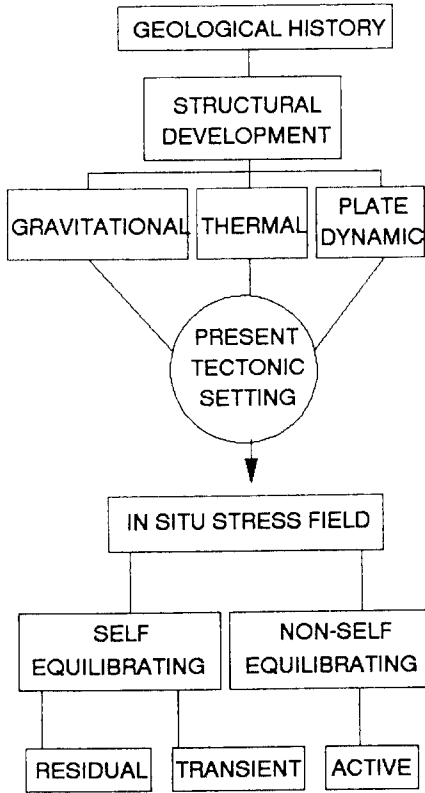 GEOLOGICAL HISTORY
STRUCTURAL
DEVELOPMENT
GRAVITATIONAL
THERMAL
PLATE
DYNAMIC
PRESENT
TECTONIC
SETTING
IN SITU STRESS FIELD
SELF
EQUILIBRATING
NON-SELF
EQUILIBRATING
RESIDUAL
TRANSIENT
ACTIVE